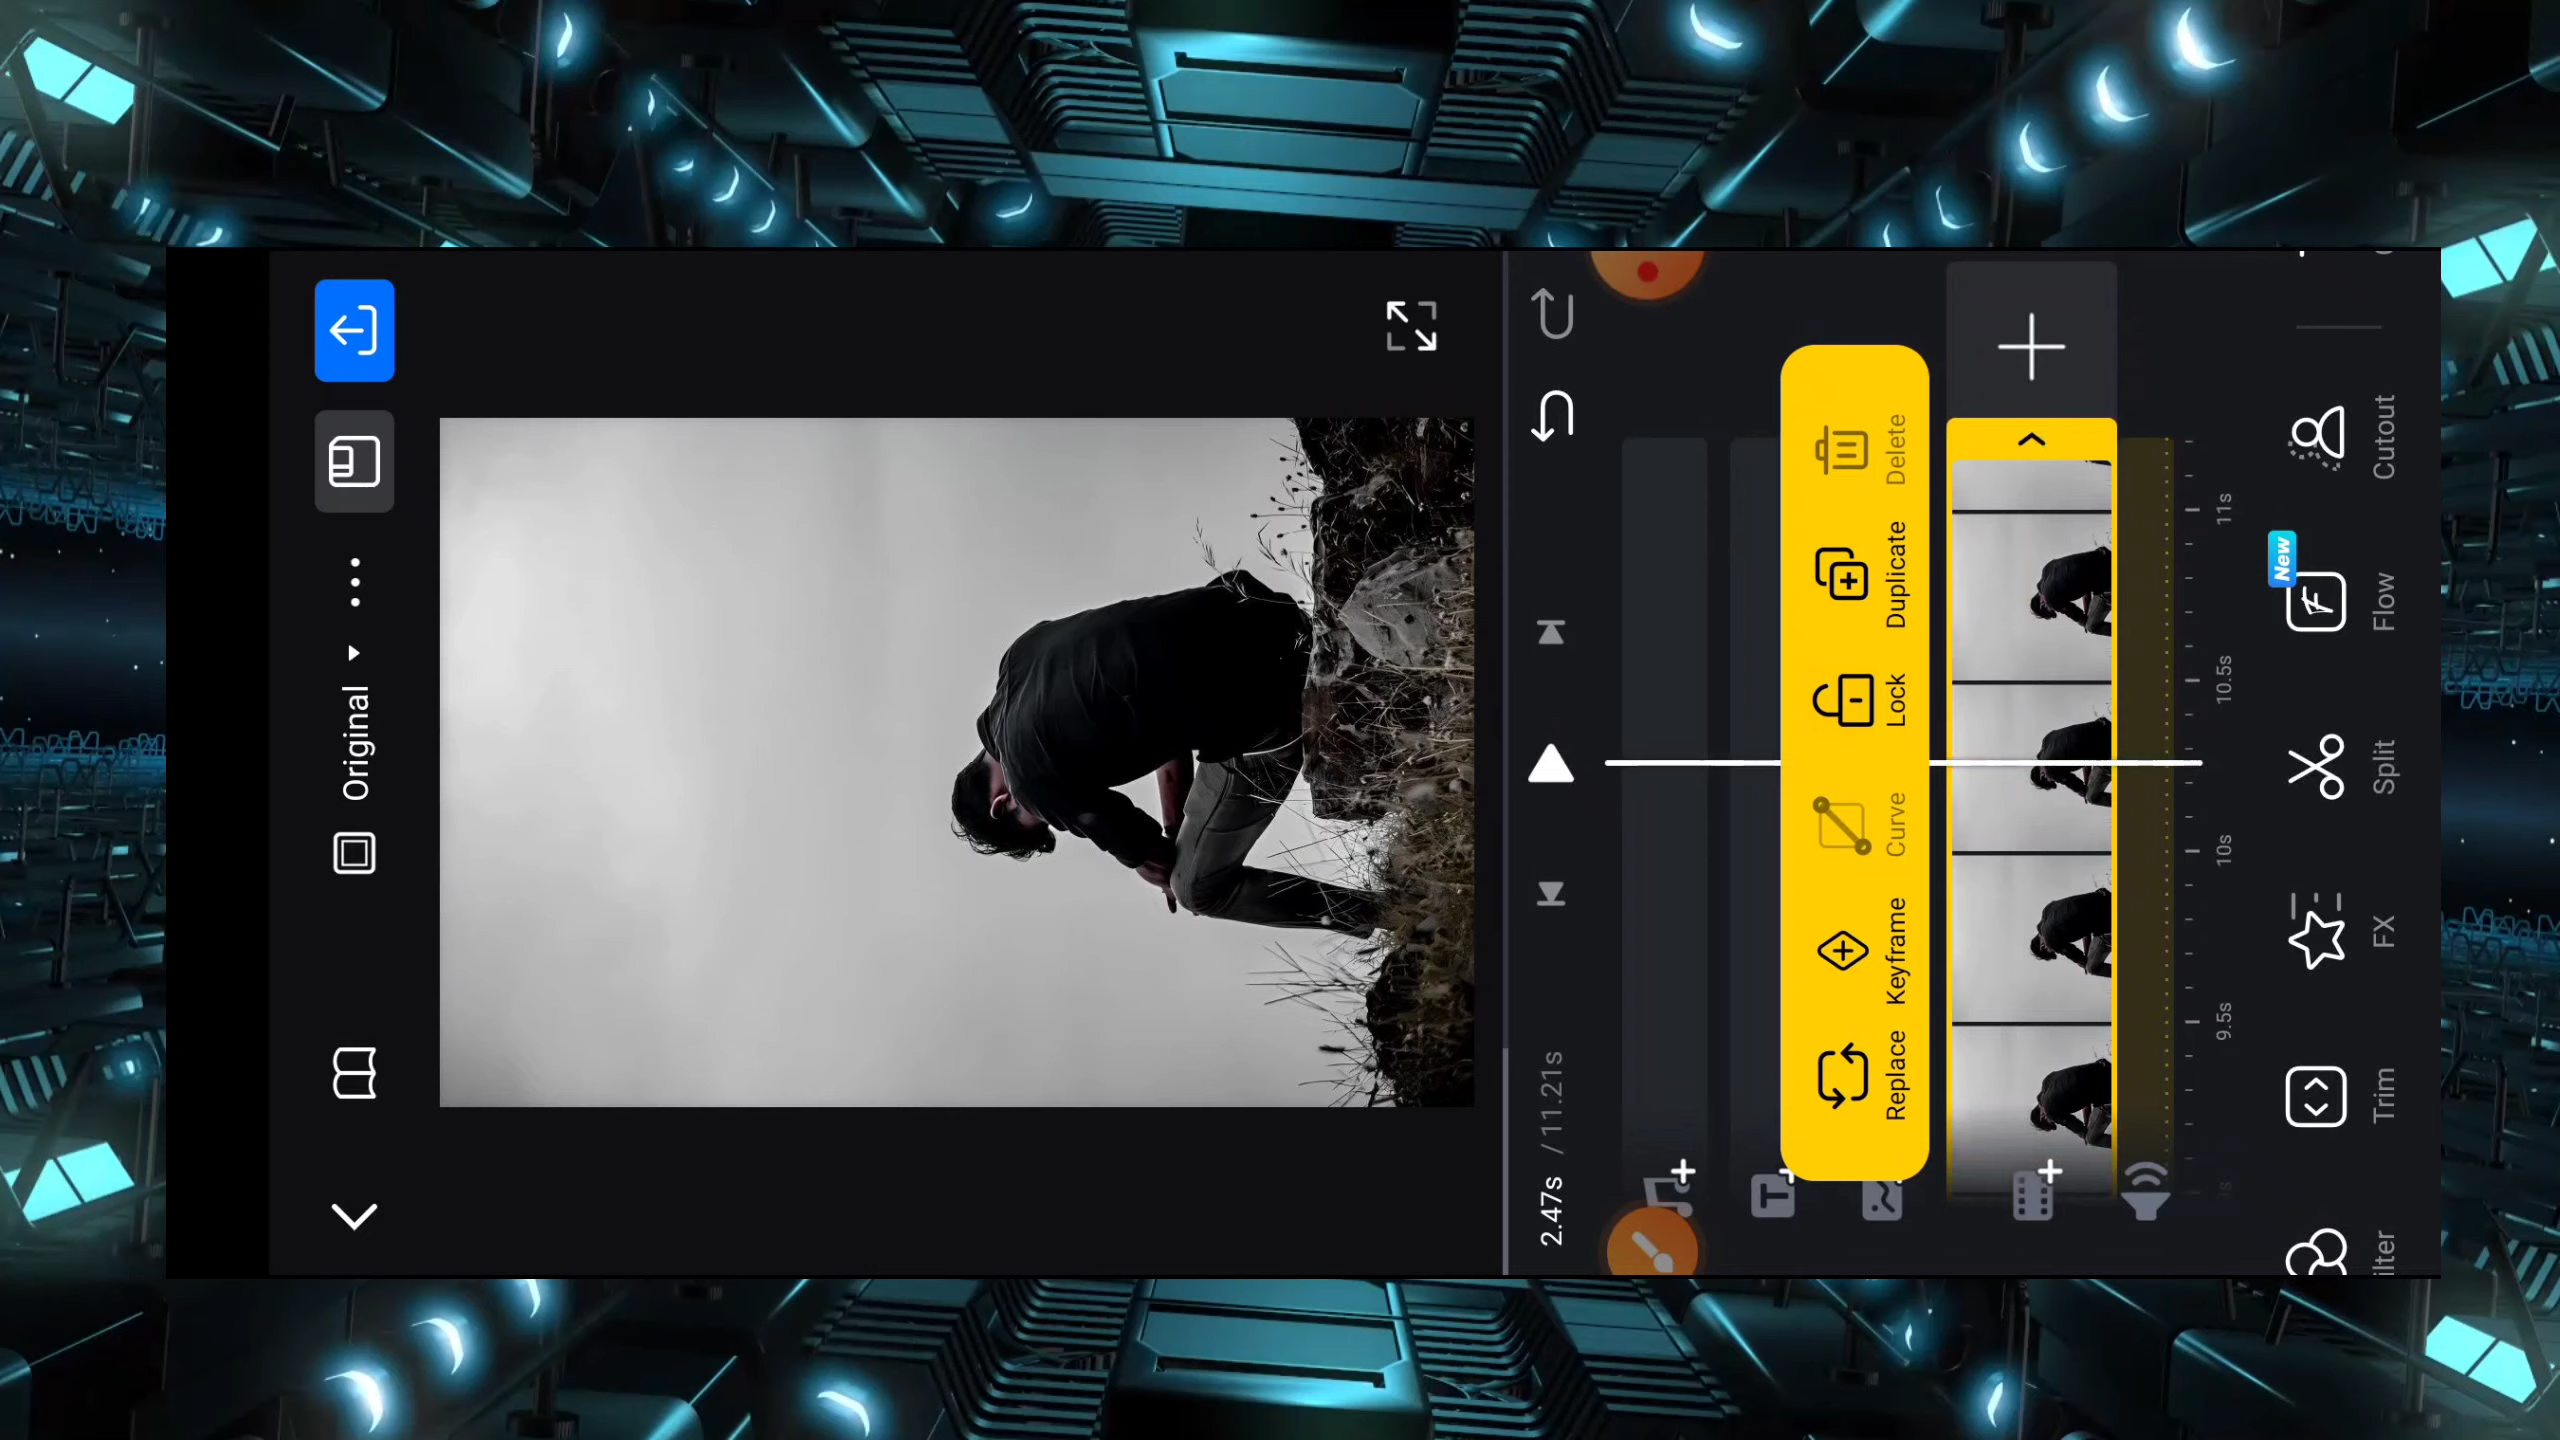 Original
2.47s / 11.21s
Replace
Keyframe
Curve
Lock
Duplicate
Delete
9.5s
10s
10.5s
11s
ilter
Trim
FX
Split
New
Flow
Cutout